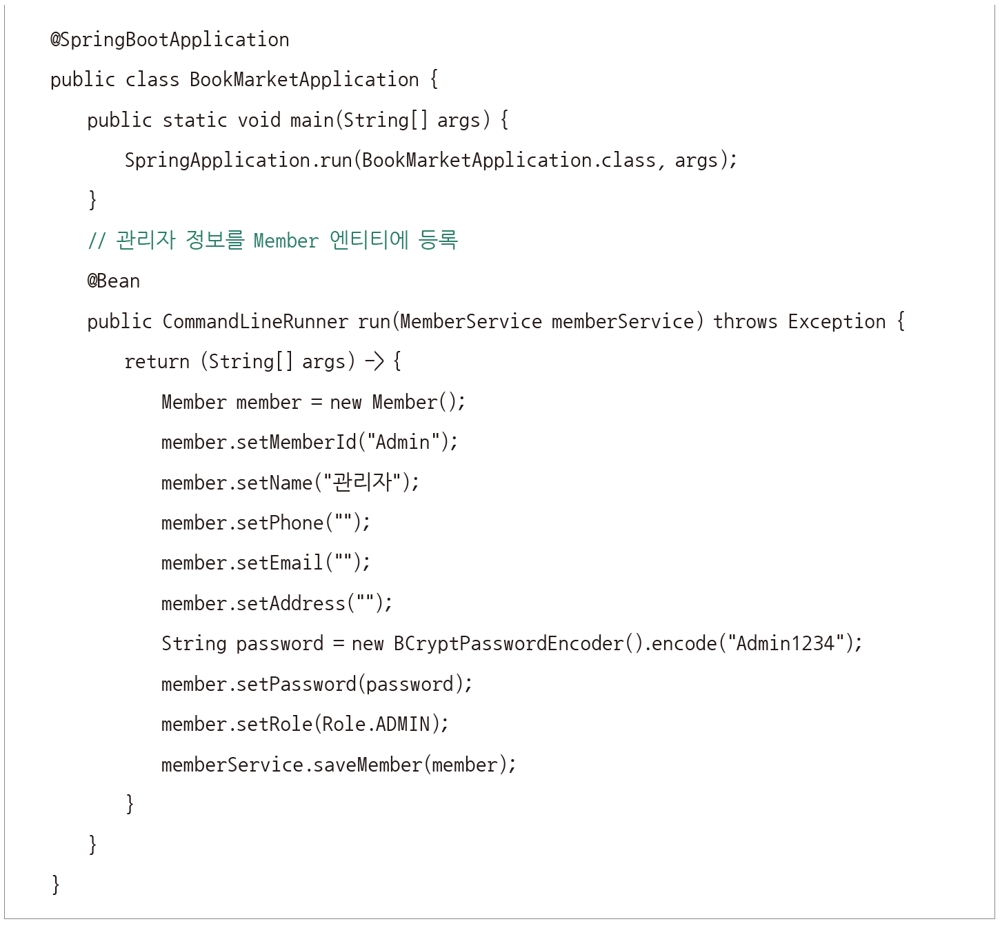 @SpringBootApplication
public class BookMarketApplication {
public static void main(String[] args) {
SpringApplication.run(BookMarketApplication.class, args);
}
// 관리자 정보를 Member 엔티티에 등록
@Bean
public CommandLineRunner run(MemberService memberService) throws Exception {
return (String[] args) -> {
Member member = new Member();
member.setMemberId("Admin");
member.setName("관리자");
member.setPhone("");
member.setEmail("");
member.setAddress("");
String password = new BCryptPasswordEncoder().encode("Admin1234");
member.setPassword(password);
member.setRole(Role.ADMIN);
memberService.saveMember(member);
}
}
}